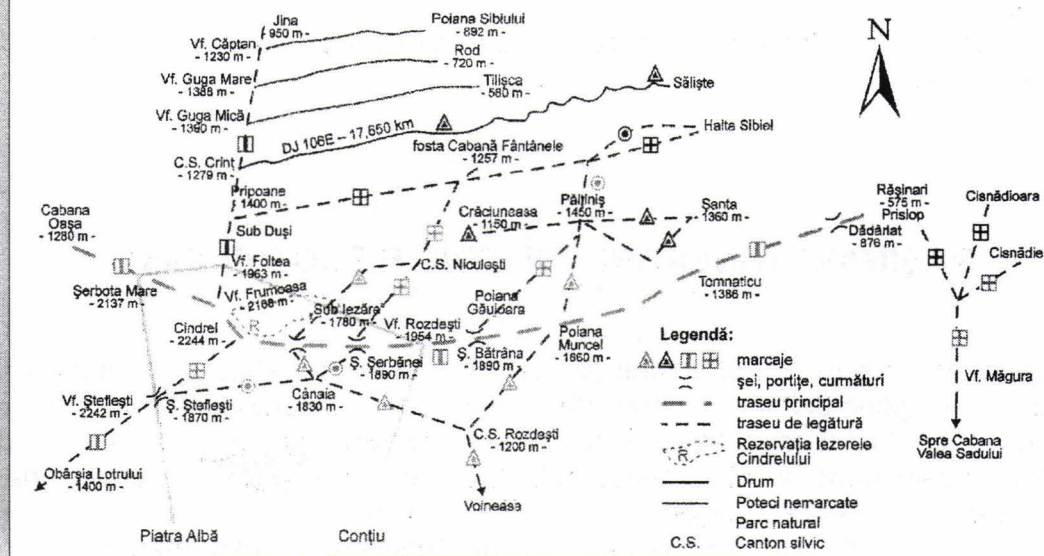 Jina
950 m -
Poiana Sibiului
- 892 m -
N
Vf. Căptan
- 1230 m -
Rod
- 720 m -
Vf. Guga Mare
- 1388 m -
Tilișca
- 580 m -
Săliște
Vf. Guga Mică
- 1390 m -
DJ 106E – 17,650 km
Halta Sibiel
C.S. Crinț
- 1279 m -
fosta Cabană Fântânele
- 1257 m -
Pripoane
1400 m -
Cabana
Oașa
- 1280 m -
Crăciuneasa
- 1150 m -
Păltiniș
- 1450 m -
Șanta
1360 m -
Rășinari
- 575 m -
Prislop
Cisnădioara
Dădârlat
- 876 m -
Cisnădie
Sub Duși
C.S. Niculești
Vf. Foltea
- 1963 m -
Șerbota Mare
- 2137 m -
Tomnaticu
- 1386 m -
Vf. Frumoasa
- 2168 m -
Sub Iezăre
- 1780 m -
Poiana
Găujoara
R
Vf. Rozdești
- 1954 m -
Cindrel
- 2244 m -
Poiana
Muncel
- 1660 m -
Ș. Șerbănei
- 1890 m -
Ș. Bătrâna
- 1890 m -
Vf. Șteflești
- 2242 m -
Ș. Ștefleşti
- 1870 m -
Cânaia
- 1830 m -
C.S. Rozdești
- 1200 m -
Vf. Măgura
Obârșia Lotrului
- 1400 m -
Voineasa
Spre Cabana
Valea Sadului
Piatra Albă
Conțiu
Legendă:
marcaje
șei, portițe, curmături
traseu principal
traseu de legătură
R
Rezervația Iezerele
Cindrelului
Drum
Poteci nemarcate
Parc natural
C.S. Canton silvic